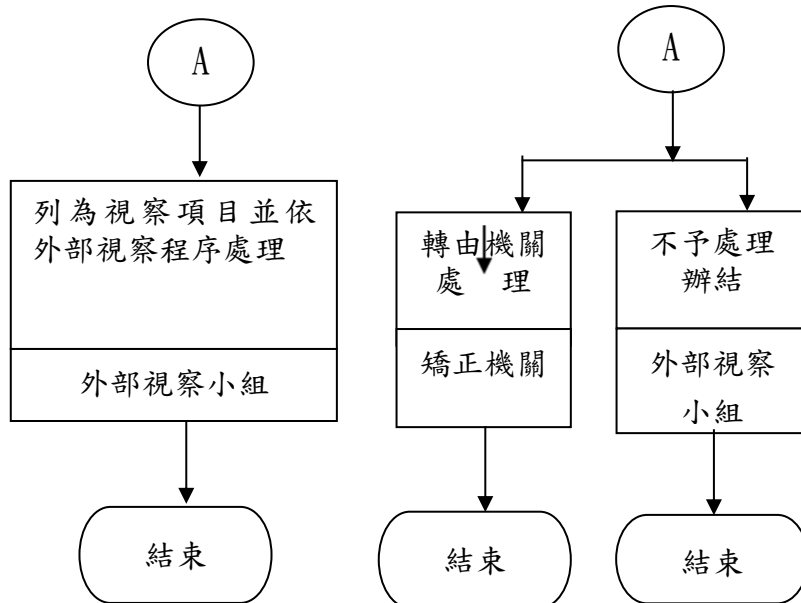 A
列為視察項目並依
外部視察程序處理
外部視察小組
結束
A
轉由機關
處 理
矯正機關
結束
不予處理
辦結
外部視察
小組
結束